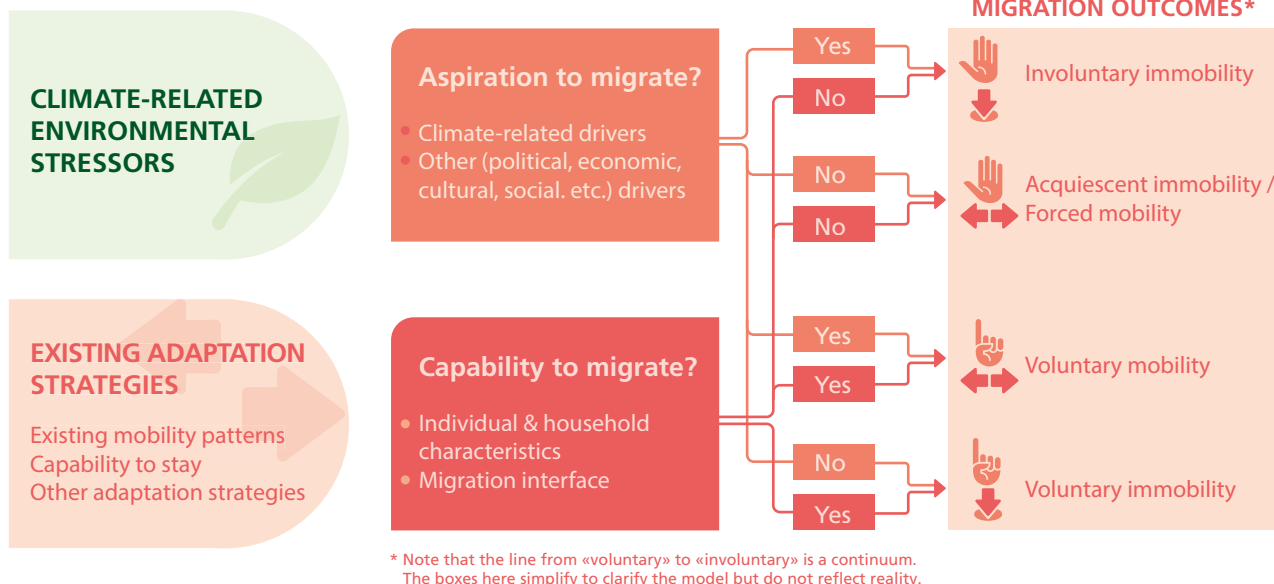 MIGRATION OUTCOMES*
CLIMATE-RELATED
ENVIRONMENTAL
STRESSORS
Aspiration to migrate?
Climate-related drivers
Other (political, economic,
cultural, social. etc.) drivers
Yes
No
Involuntary immobility
No
No
Acquiescent immobility /
Forced mobility
EXISTING ADAPTATION
STRATEGIES
Existing mobility patterns
Capability to stay
Other adaptation strategies
Capability to migrate?
Individual & household
characteristics
Migration interface
Yes
Yes
Voluntary mobility
No
Yes
Voluntary immobility
* Note that the line from «voluntary» to «involuntary» is a continuum.
The boxes here simplify to clarify the model but do not reflect reality.